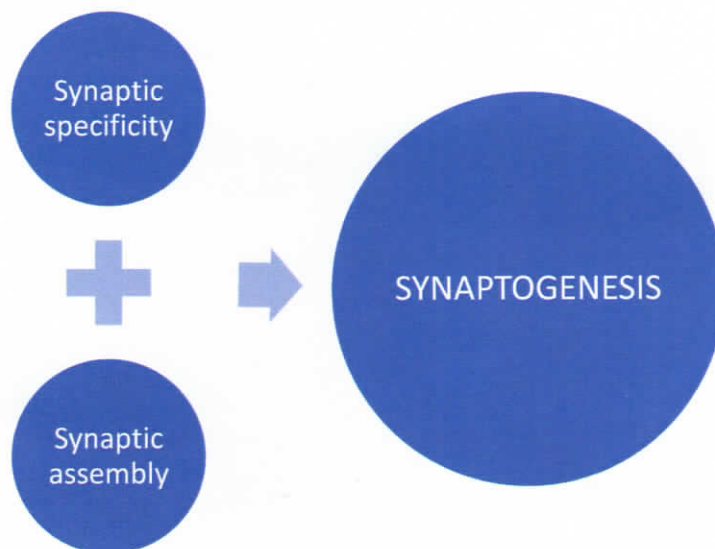 Synaptic
specificity
SYNAPTOGENESIS
Synaptic
assembly